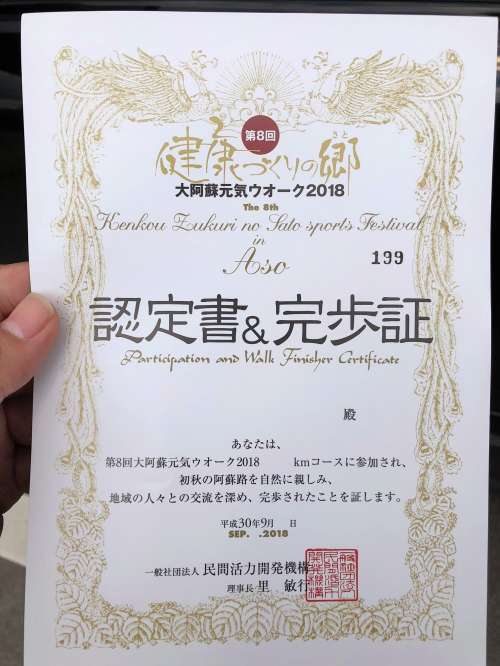 第8回
健康づくりの郷
さと
大阿蘇元気ウオーク2018
The 8th
Kenkou Zukuri no Sato sports Festival
in
Aso
199
認定書&完歩証
Participation and Walk Finisher Certificate
殿
あなたは、
第8回大阿蘇元気ウオーク2018 kmコースに参加され、
初秋の阿蘇路を自然に親しみ、
地域の人々との交流を深め、完歩されたことを証します。
平成30年9月 日
SEP. .2018
一般社団法人 民間活力開発機構
理事長 里 敏行